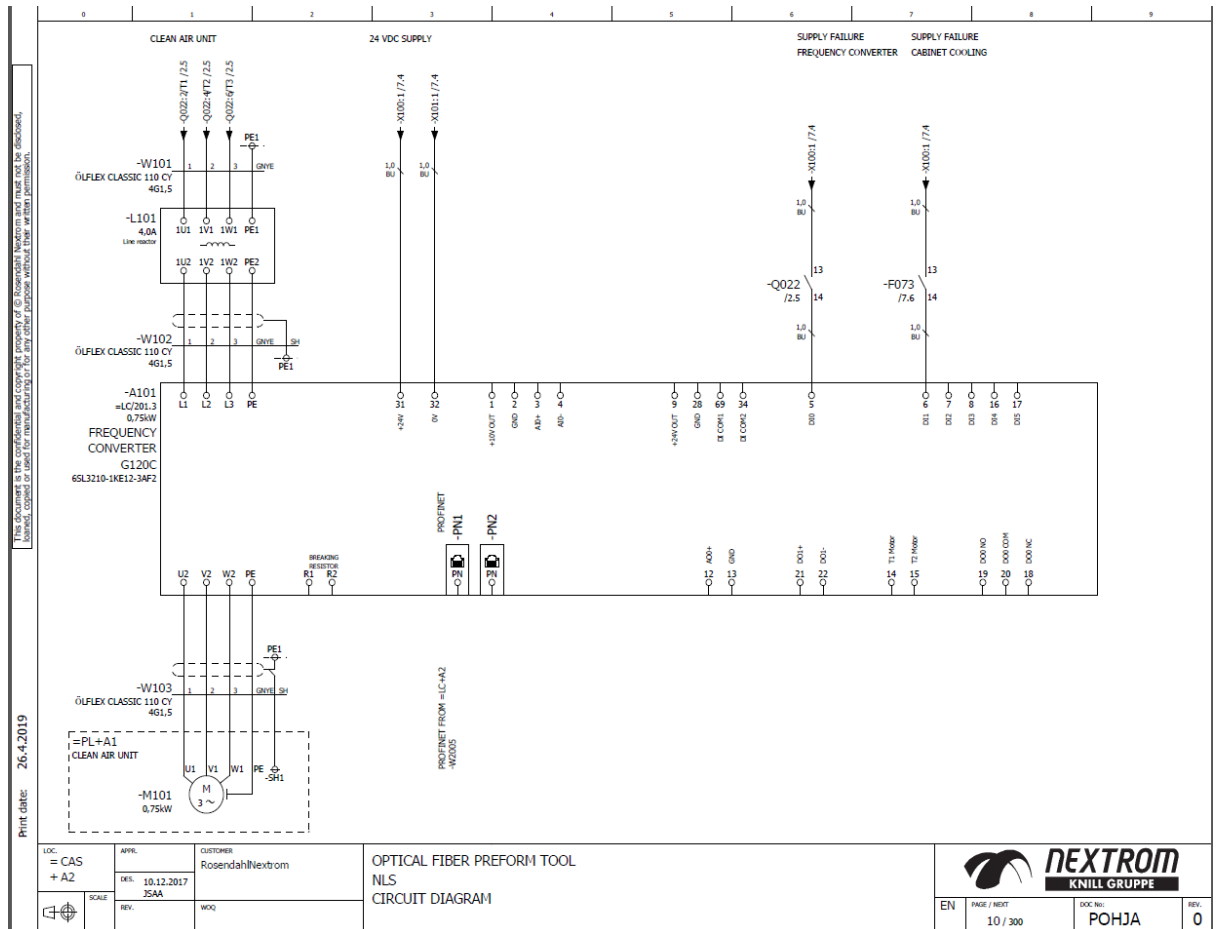 0 1 2 3 4 5 6 7 8 9
CLEAN AIR UNIT
24 VDC SUPPLY
SUPPLY FAILURE
FREQUENCY CONVERTER
SUPPLY FAILURE
CABINET COOLING
-Q022:2/T1 /2.5
-Q022:4/T2 /2.5
-Q022:6/T3 /2.5
PE1
-X100:1 /7.4
-X101:1 /7.4
-X100:1 /7.4
-X100:1 /7.4
-W101
ÖLFLEX CLASSIC 110 CY
4G1,5
1 2 3 GNYE
1,0
BU
1,0
BU
1,0
BU
1,0
BU
-L101
4,0A
Line reactor
1U1 1V1 1W1 PE1
1U2 1V2 1W2 PE2
-Q022
/2.5
13
14
-F073
/7.6
13
14
1,0
BU
1,0
BU
-W102
ÖLFLEX CLASSIC 110 CY
4G1,5
1 2 3 GNYE SH
PE1
-A101
=LC/201.3
0,75kW
FREQUENCY
CONVERTER
G120C
6SL3210-1KE12-3AF2
L1 L2 L3 PE
31 32 1 2 3 4 9 28 69 34 5 6 7 8 16 17
+24V
0V
+10V OUT
GND
AI0+
AI0-
+24V OUT
GND
DI COM1
DI COM2
DI0
DI1
DI2
DI3
DI4
DI5
PROFINET
-PN1
-PN2
PN PN
BREAKING
RESISTOR
R1 R2
U2 V2 W2 PE
AO0+
GND
DO1+
DO1-
T1 Motor
T2 Motor
DO0 NO
DO0 COM
DO0 NC
12 13 21 22 14 15 19 20 18
PE1
-W103
ÖLFLEX CLASSIC 110 CY
4G1,5
1 2 3 GNYE SH
PROFINET FROM =LC+A2
-W2005
=PL+A1
CLEAN AIR UNIT
U1 V1 W1 PE
-SH1
-M101
0,75kW
M
3 ~
This document is the confidential and copyright property of © Rosendahl Nextrom and must not be disclosed,
loaned, copied or used for manufacturing or for any other purpose without their written permission.
Print date: 26.4.2019
LOC.
= CAS
+ A2
SCALE
APPR.
DES. 10.12.2017
JSAA
REV.
CUSTOMER
RosendahlNextrom
WOQ
OPTICAL FIBER PREFORM TOOL
NLS
CIRCUIT DIAGRAM
NEXTROM
KNILL GRUPPE
EN
PAGE / NEXT
10 / 300
DOC No:
POHJA
REV.
0